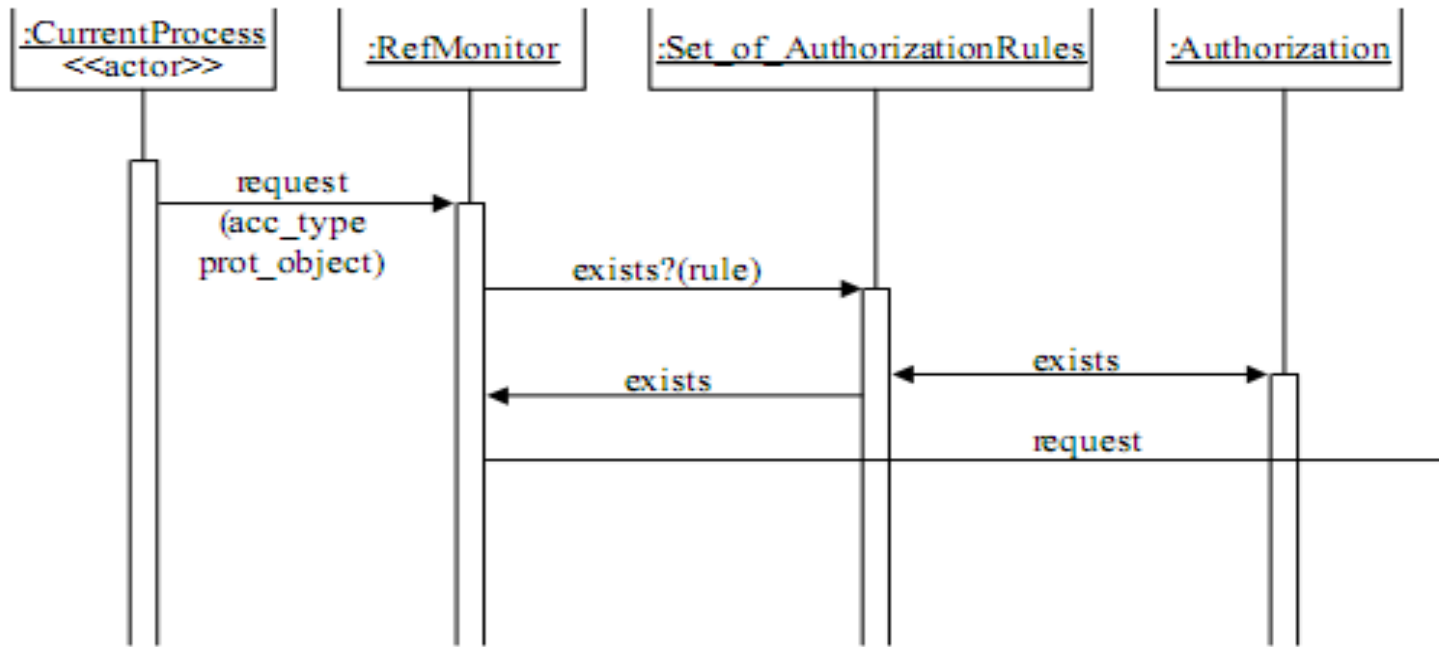 :CurrentProcess
<<actor>>
:RefMonitor
:Set_of_AuthorizationRules
:Authorization
request
(acc_type
prot_object)
exists?(rule)
exists
exists
request